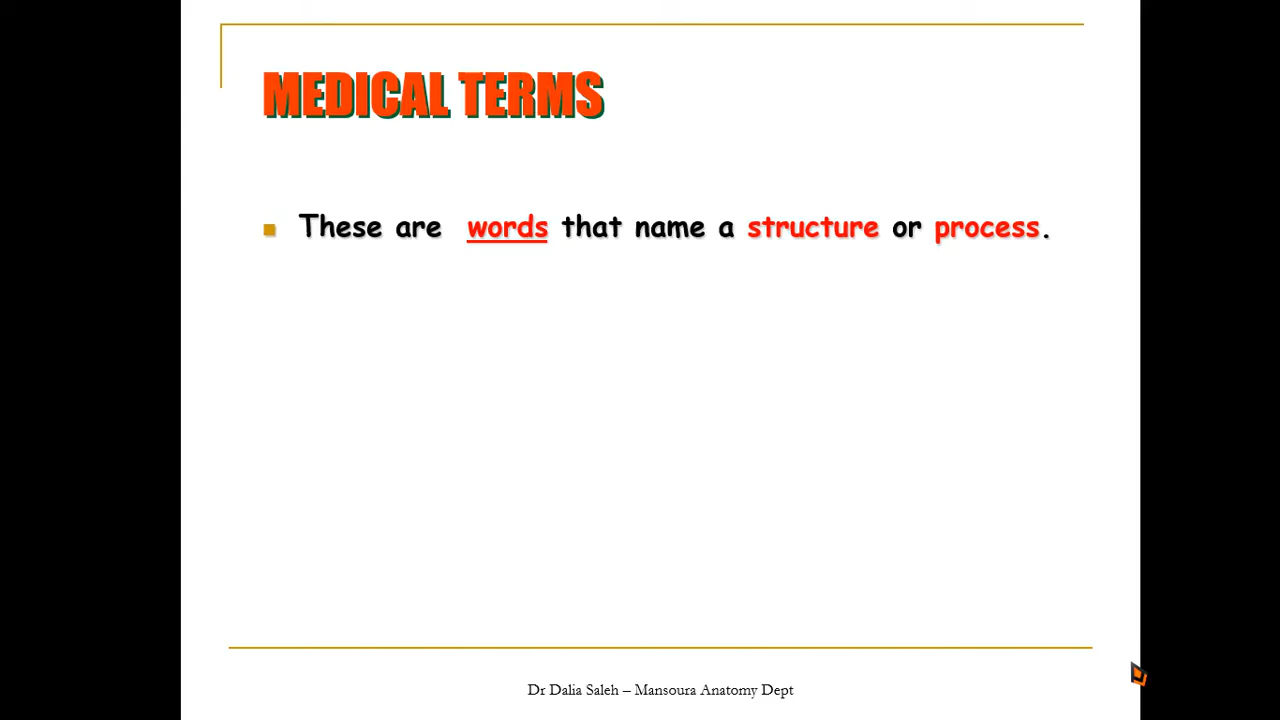 MEDICAL TERMS
These are words that name a structure or process.
Dr Dalia Saleh – Mansoura Anatomy Dept